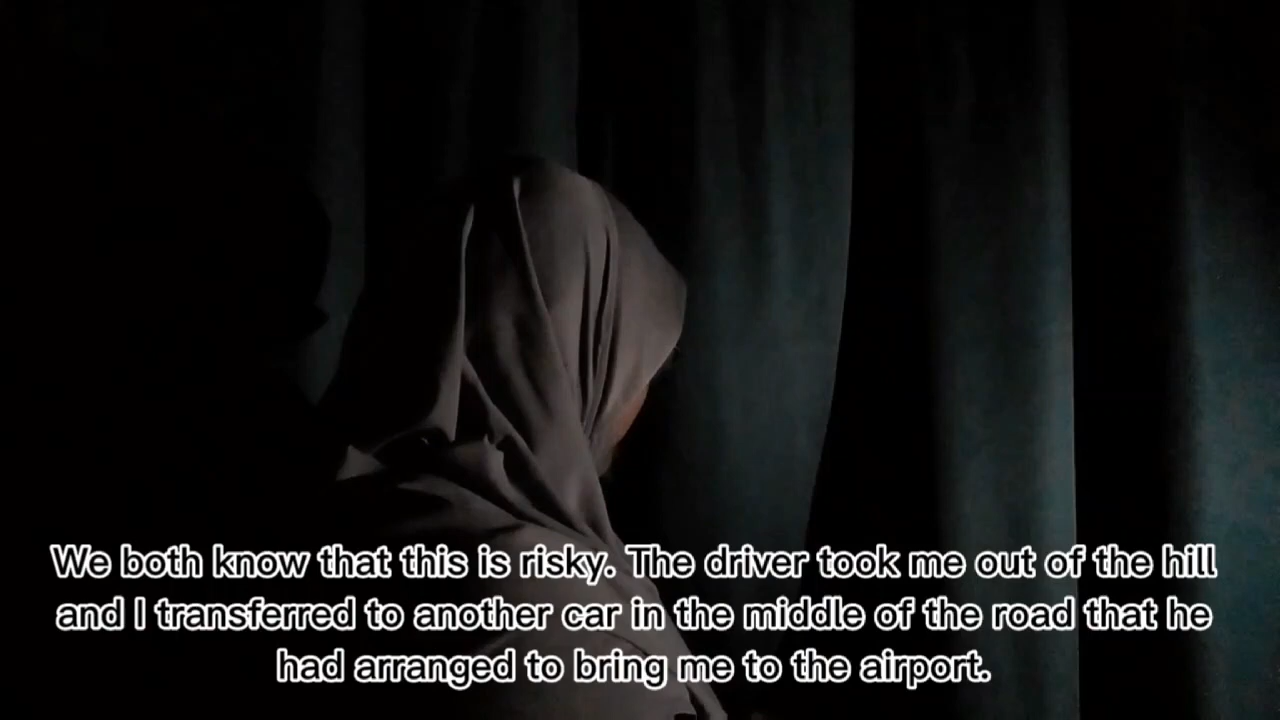 We both know that this is risky. The driver took me out of the hill
and I transferred to another car in the middle of the road that he
had arranged to bring me to the airport.